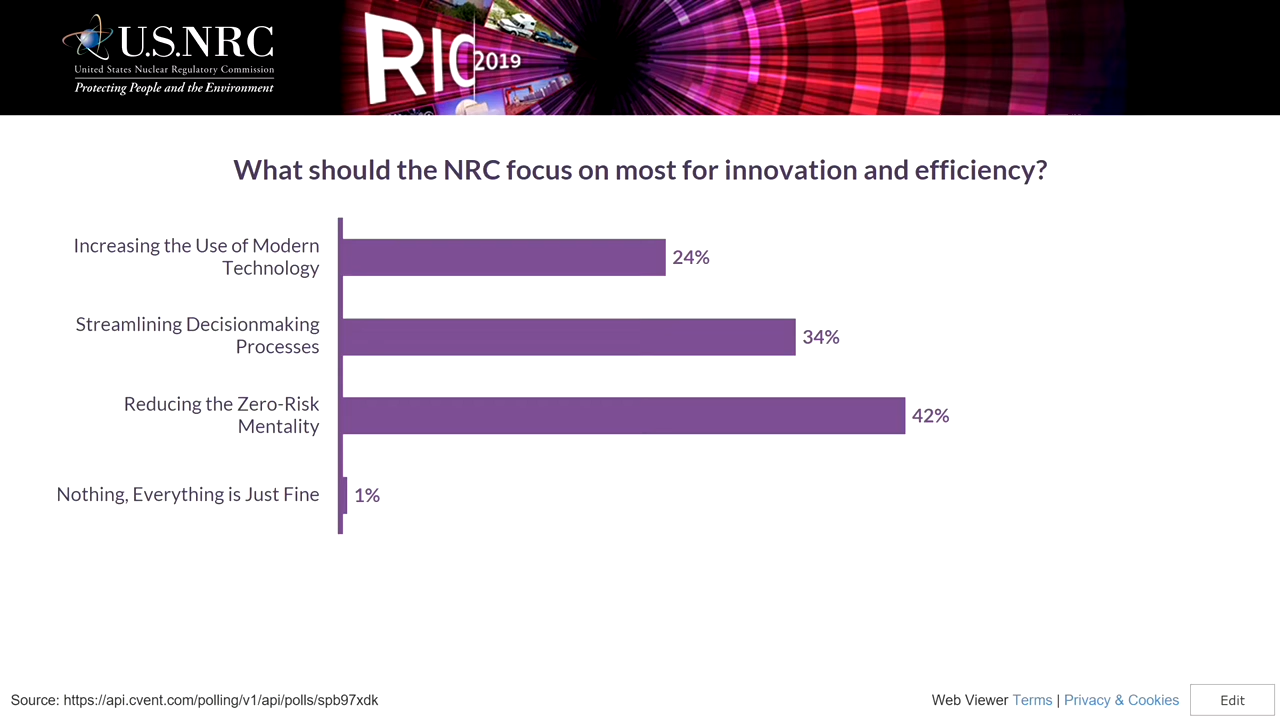 U.S.NRC
United States Nuclear Regulatory Commission
Protecting People and the Environment
RIC
2019
What should the NRC focus on most for innovation and efficiency?
Increasing the Use of Modern
Technology
24%
Streamlining Decisionmaking
Processes
34%
Reducing the Zero-Risk
Mentality
42%
Nothing, Everything is Just Fine
1%
Source: https://api.cvent.com/polling/v1/api/polls/spb97xdk
Web Viewer Terms | Privacy & Cookies
Edit